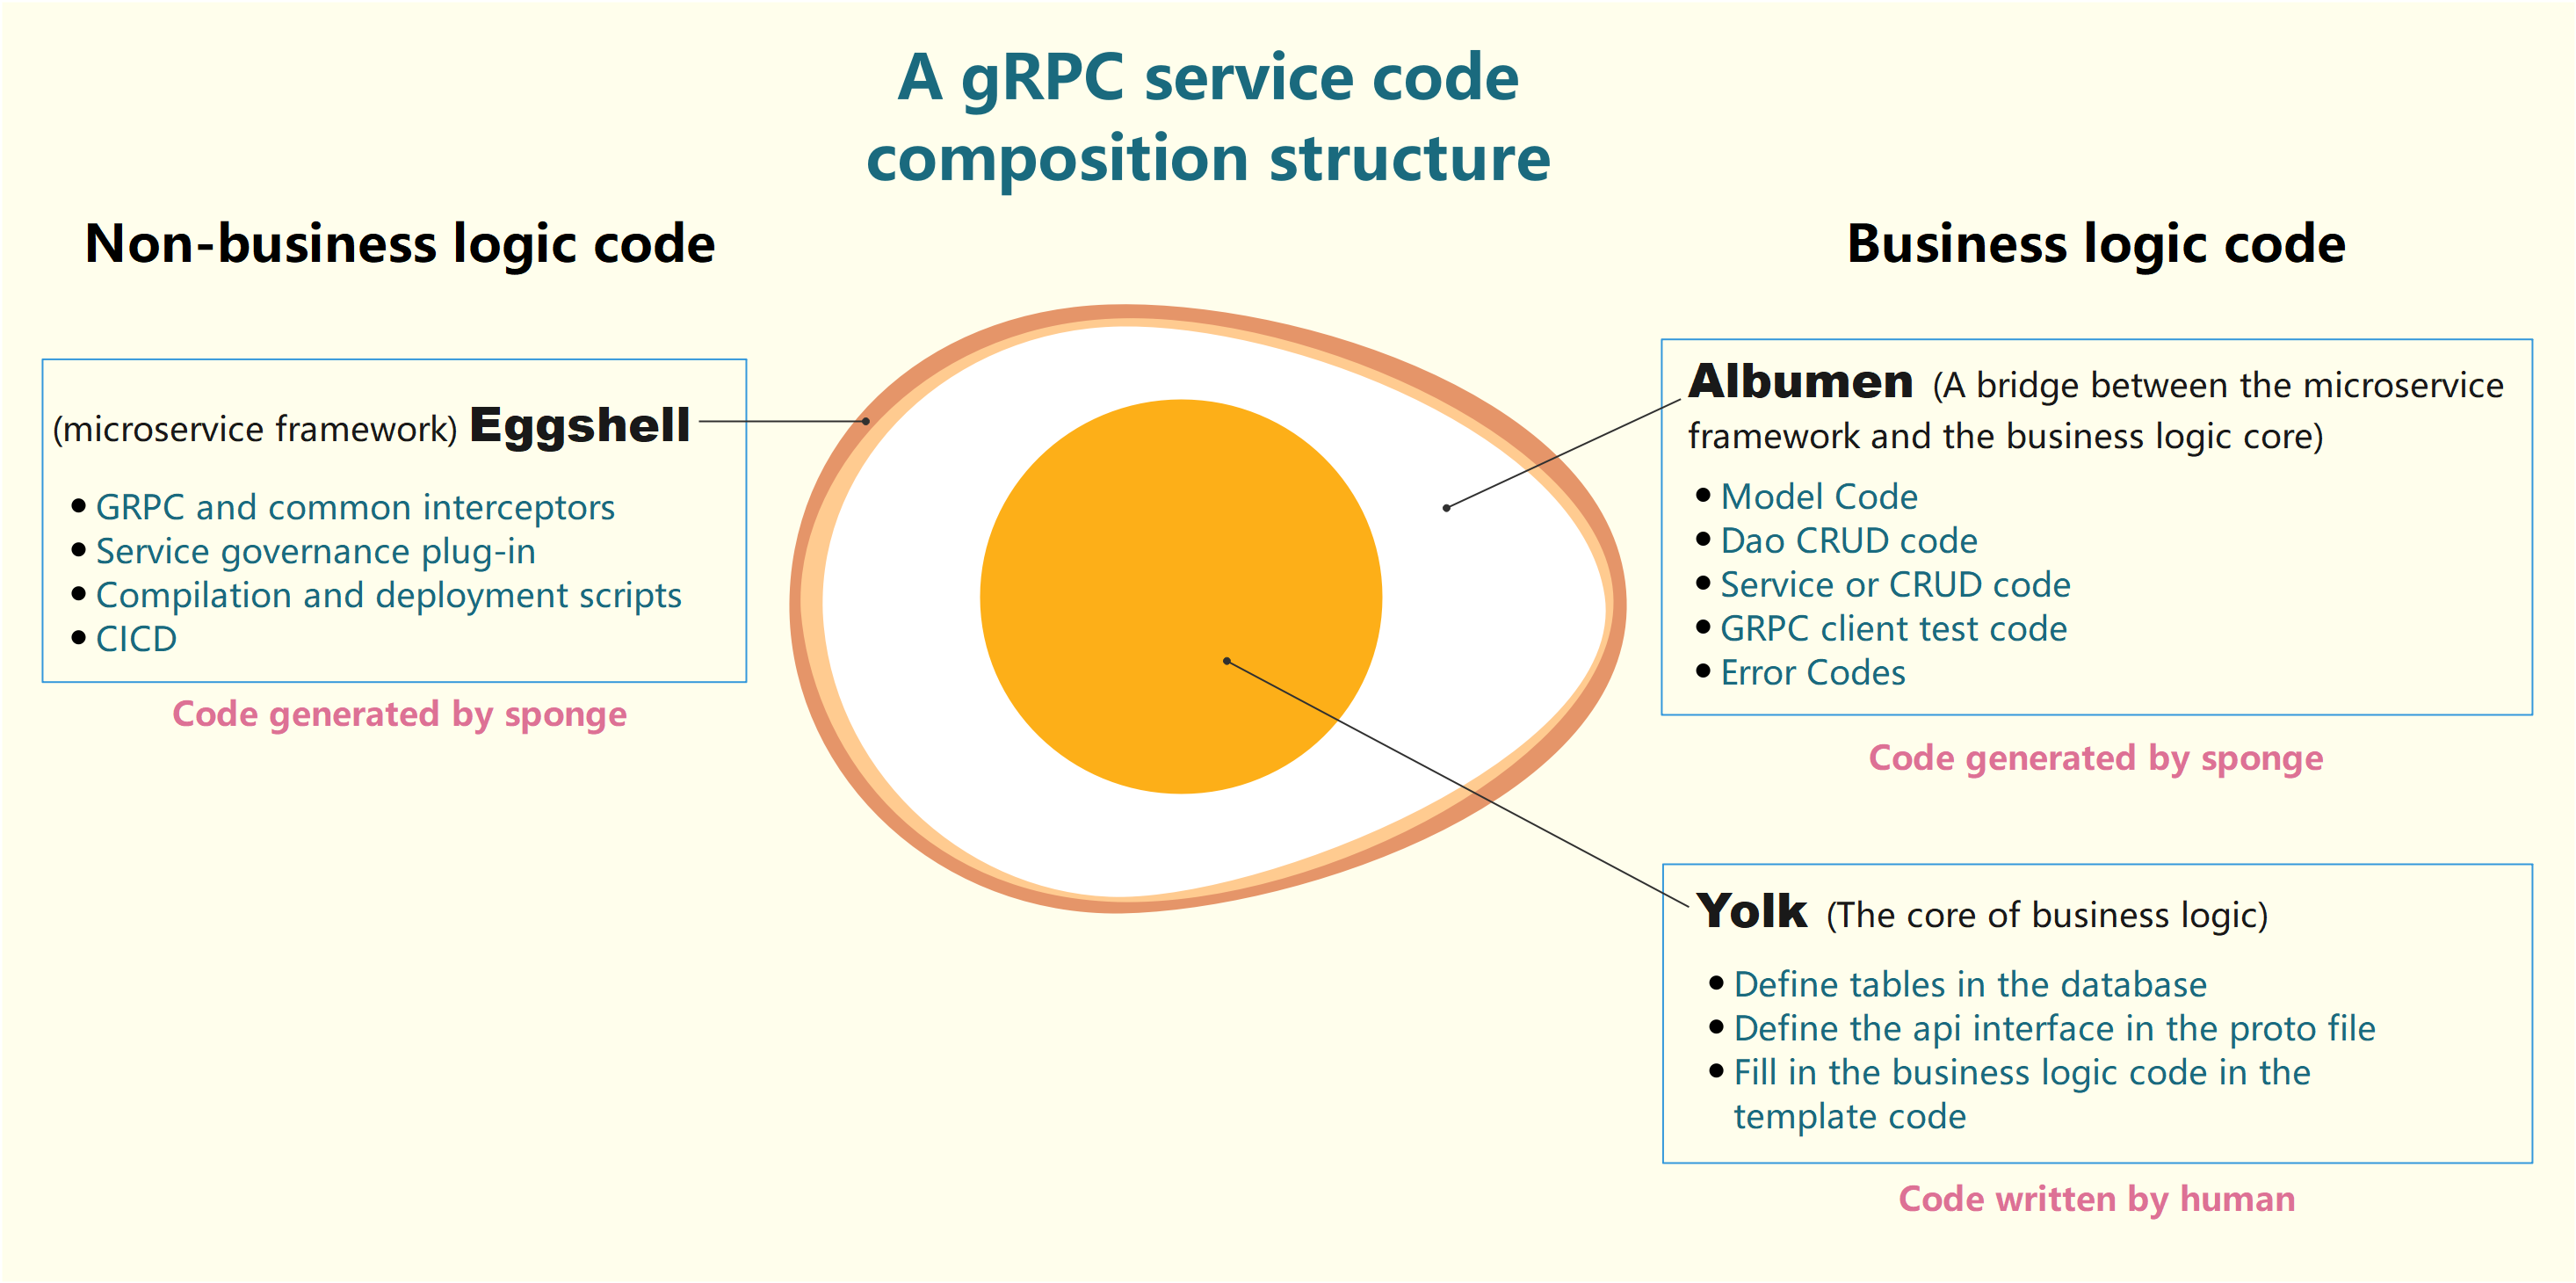 A gRPC service code
composition structure
Non-business logic code
(microservice framework) Eggshell
● GRPC and common interceptors
● Service governance plug-in
● Compilation and deployment scripts
● CICD
Code generated by sponge
Business logic code
Albumen (A bridge between the microservice
framework and the business logic core)
● Model Code
● Dao CRUD code
● Service or CRUD code
● GRPC client test code
● Error Codes
Code generated by sponge
Yolk (The core of business logic)
● Define tables in the database
● Define the api interface in the proto file
● Fill in the business logic code in the
template code
Code written by human